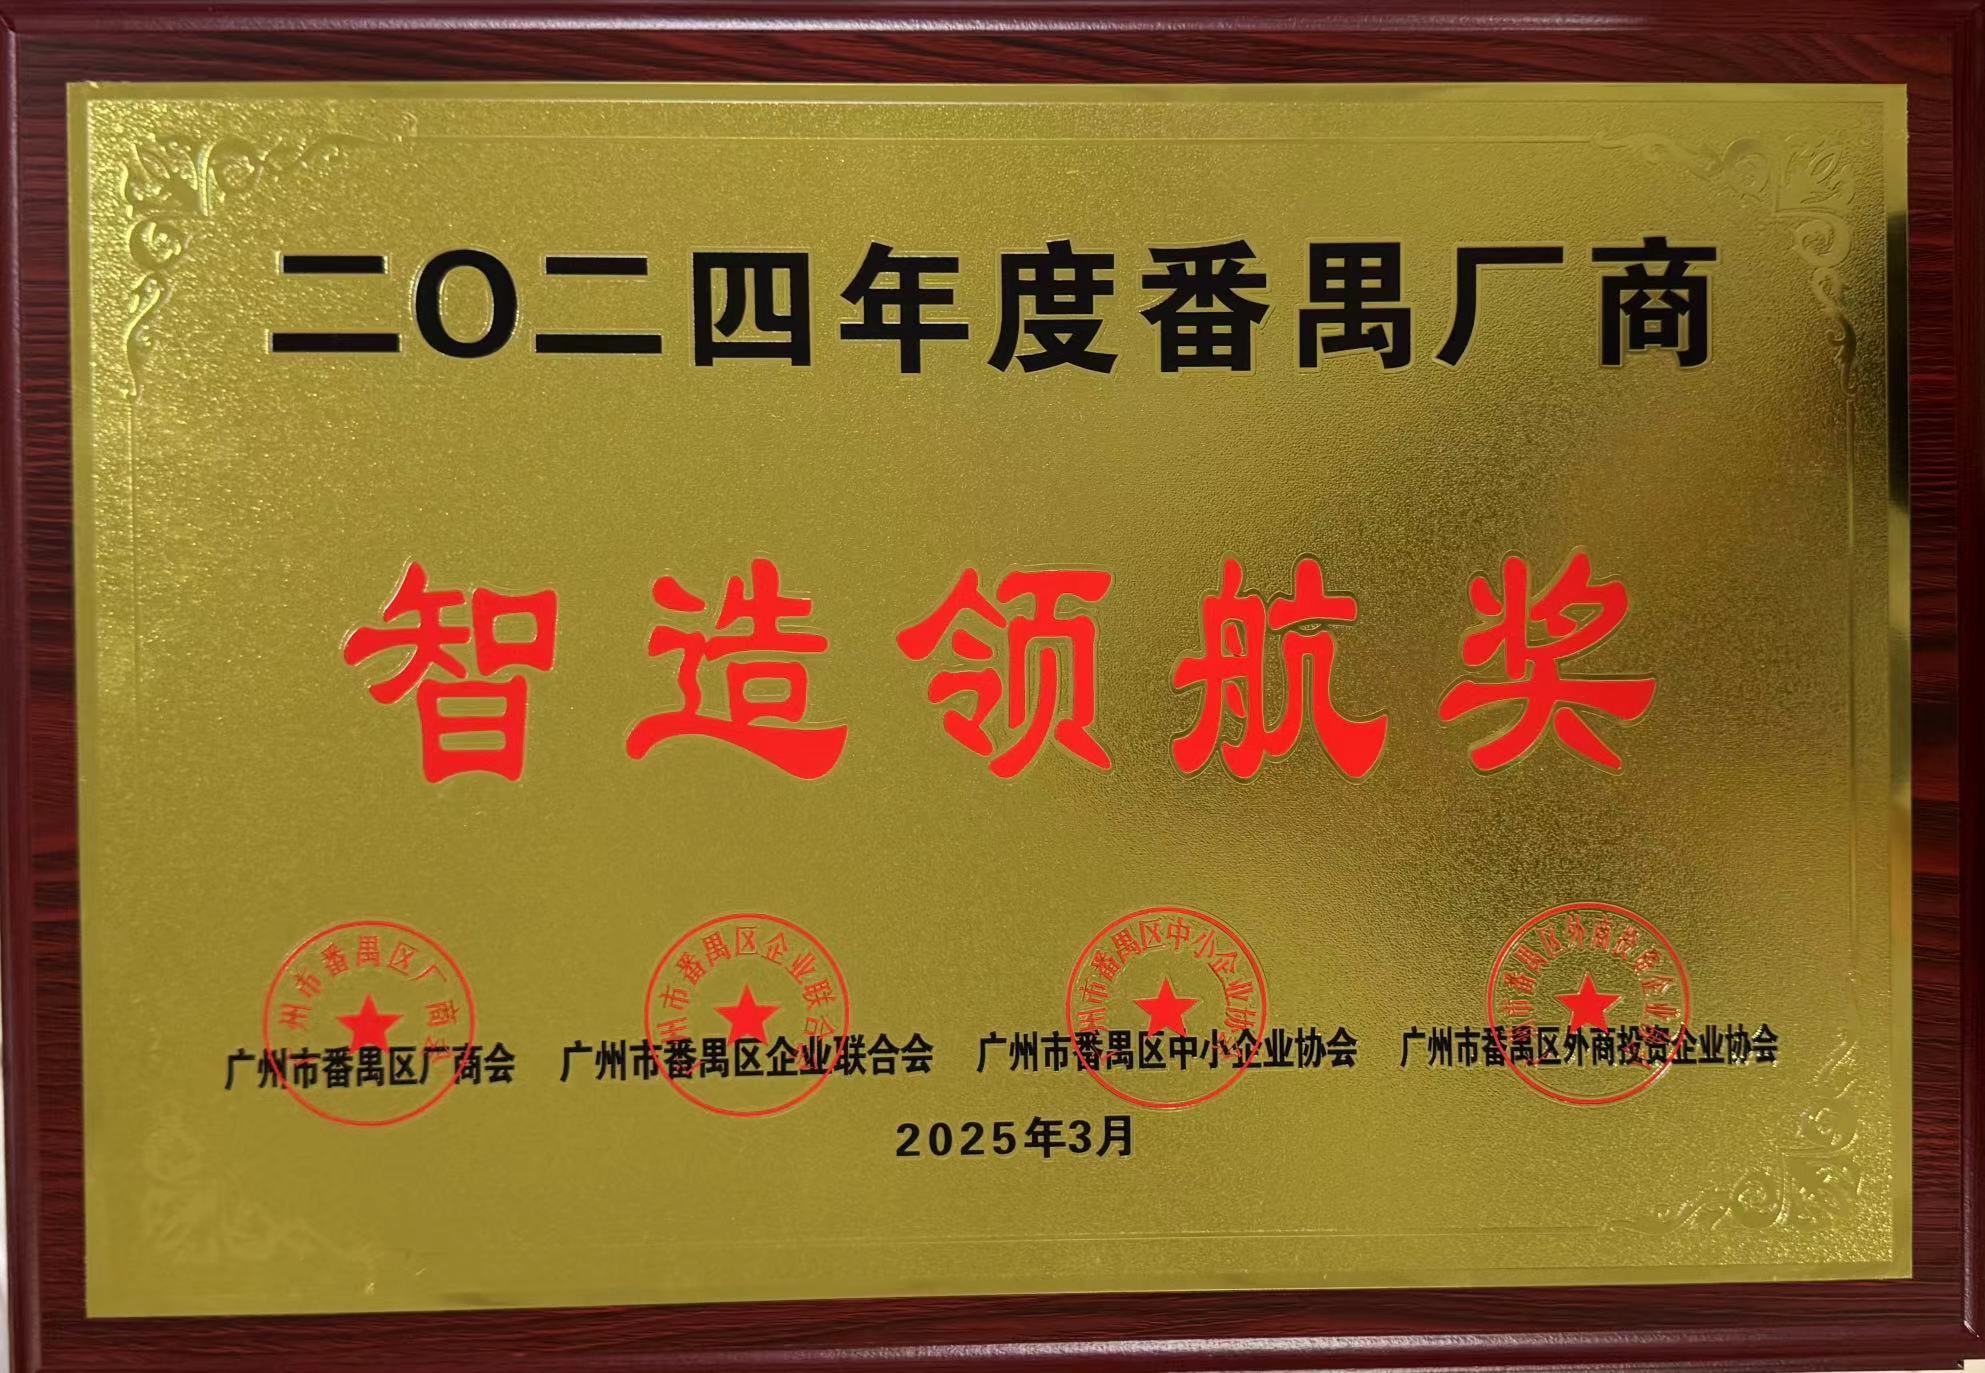 二〇二四年度番禺厂商
智造领航奖
广州市番禺区厂商会 广州市番禺区企业联合会 广州市番禺区中小企业协会 广州市番禺区外商投资企业协会
2025年3月